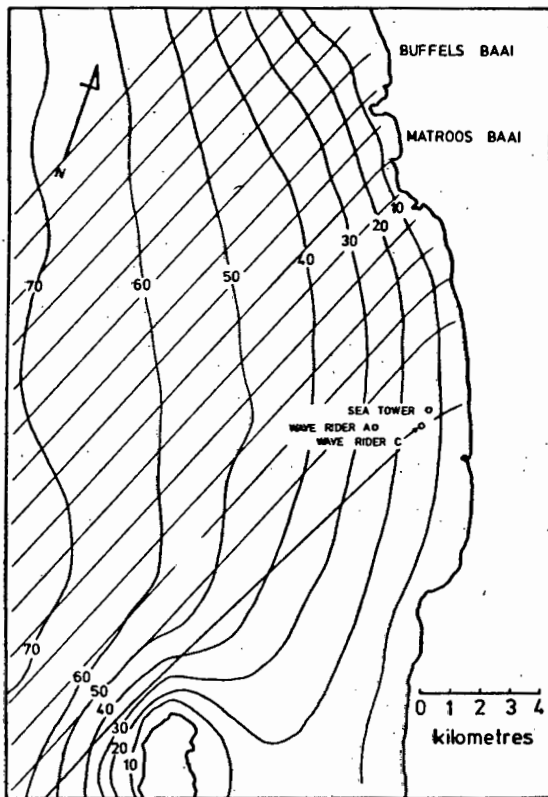 BUFFELS BAAI
MATROOS BAAI
N
10
20
30
40
50
60
70
SEA TOWER
WAVE RIDER A
WAVE RIDER C
70
60
50
40
30
20
10
0 1 2 3 4
kilometres